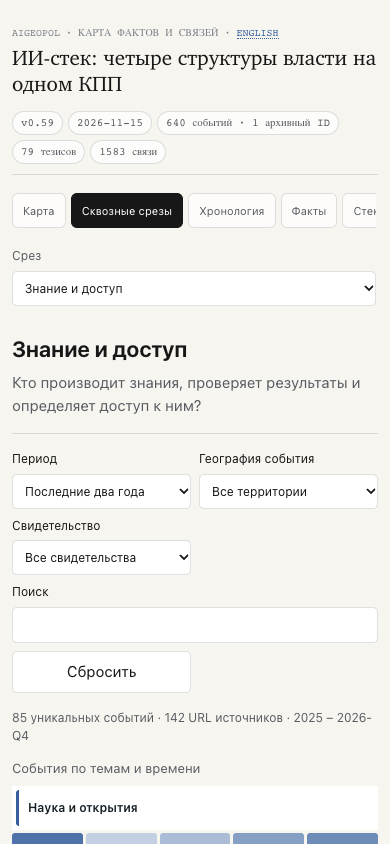 AIGEOPOL • КАРТА ФАКТОВ И СВЯЗЕЙ • ENGLISH
ИИ-стек: четыре структуры власти на
одном КПП
v0.59
2026—11—15
640 событий · 1 архивный ID
79 тезисов
1583 связи
Карта
Сквозные срезы
Хронология
Факты
Срез
Знание и доступ
Знание и доступ
Кто производит знания, проверяет результаты и
определяет доступ к ним?
Период
География события
Последние два года
Все территории
Свидетельство
Все свидетельства
Поиск
Сбросить
85 уникальных событий · 142 URL источников · 2025 – 2026-
Q4
События по темам и времени
Наука и открытия